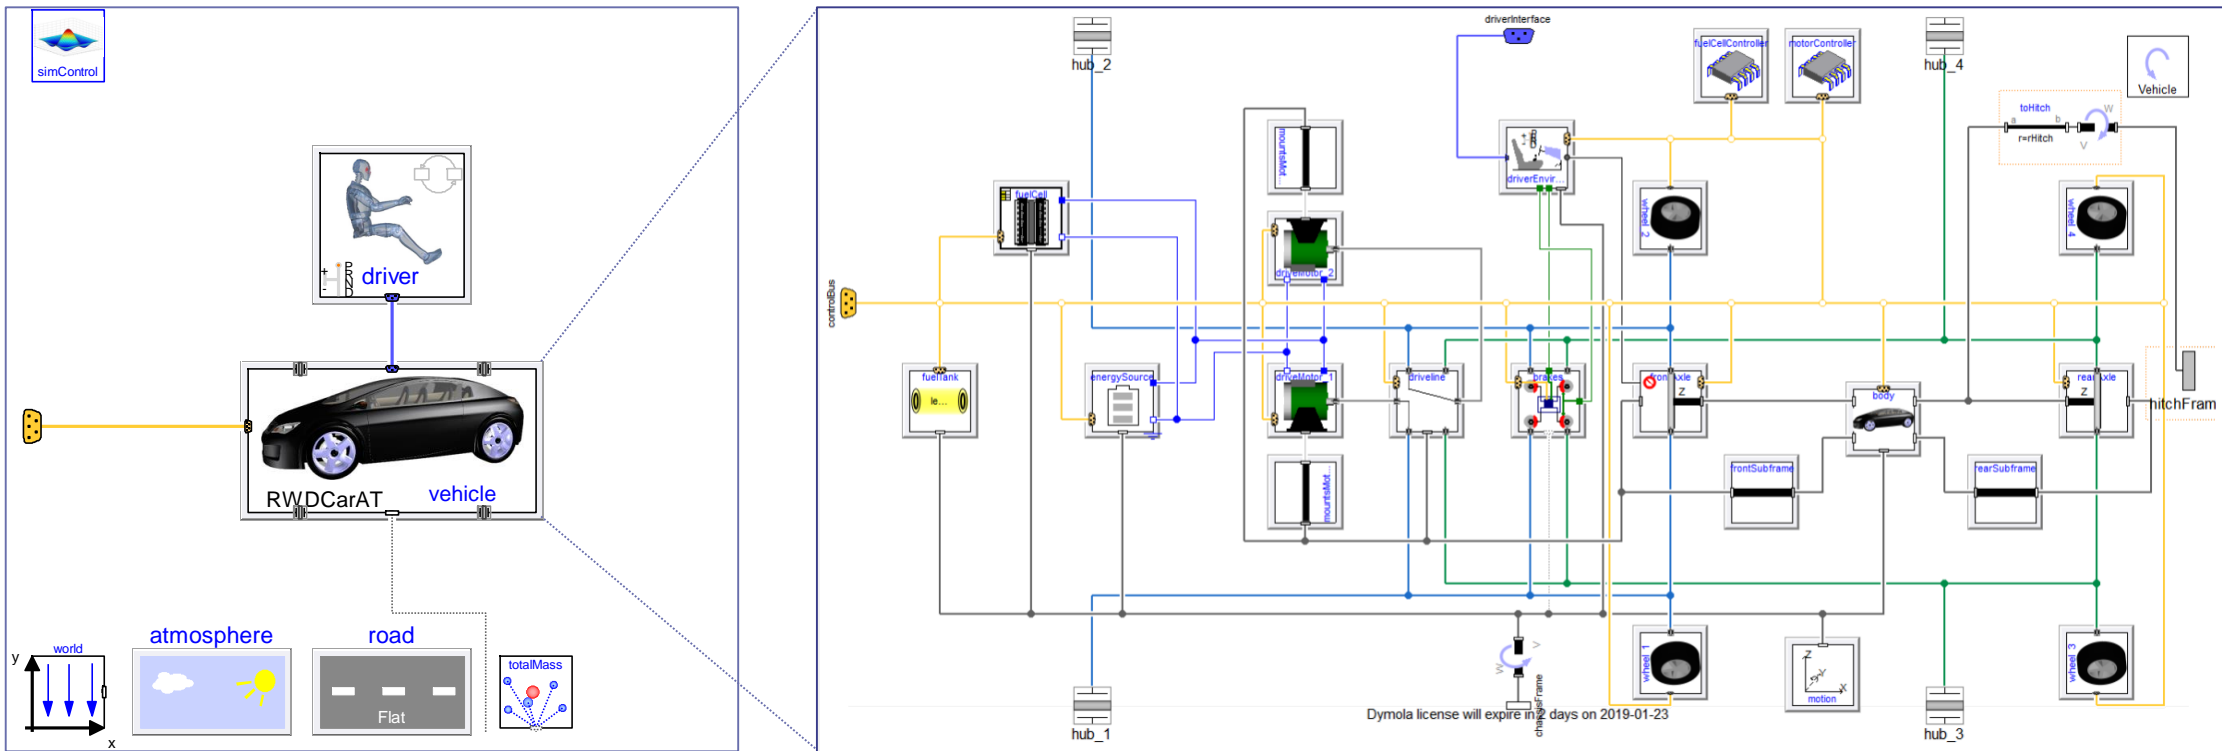 simControl
driver
+
-
P
R
N
D
RWDCarAT
vehicle
atmosphere
road
Flat
world
y
x
totalMass
driverInterface
hub_2
hub_4
fuelCellController
motorController
Vehicle
toHitch
a
b
r=rHitch
W
V
mountsMot...
driverEnvir...
fuelCell
wheel_2
wheel_4
driveMotor_2
controlBus
fuelTank
le...
energySource
driveMotor_1
driveline
brakes
frontAxle
Z
body
rearAxle
Z
hitchFram
mountsMot...
frontSubframe
rearSubframe
W
V
chassisFrame
wheel_1
Z
X
motion
wheel_3
Dymola license will expire in 2 days on 2019-01-23
hub_1
hub_3